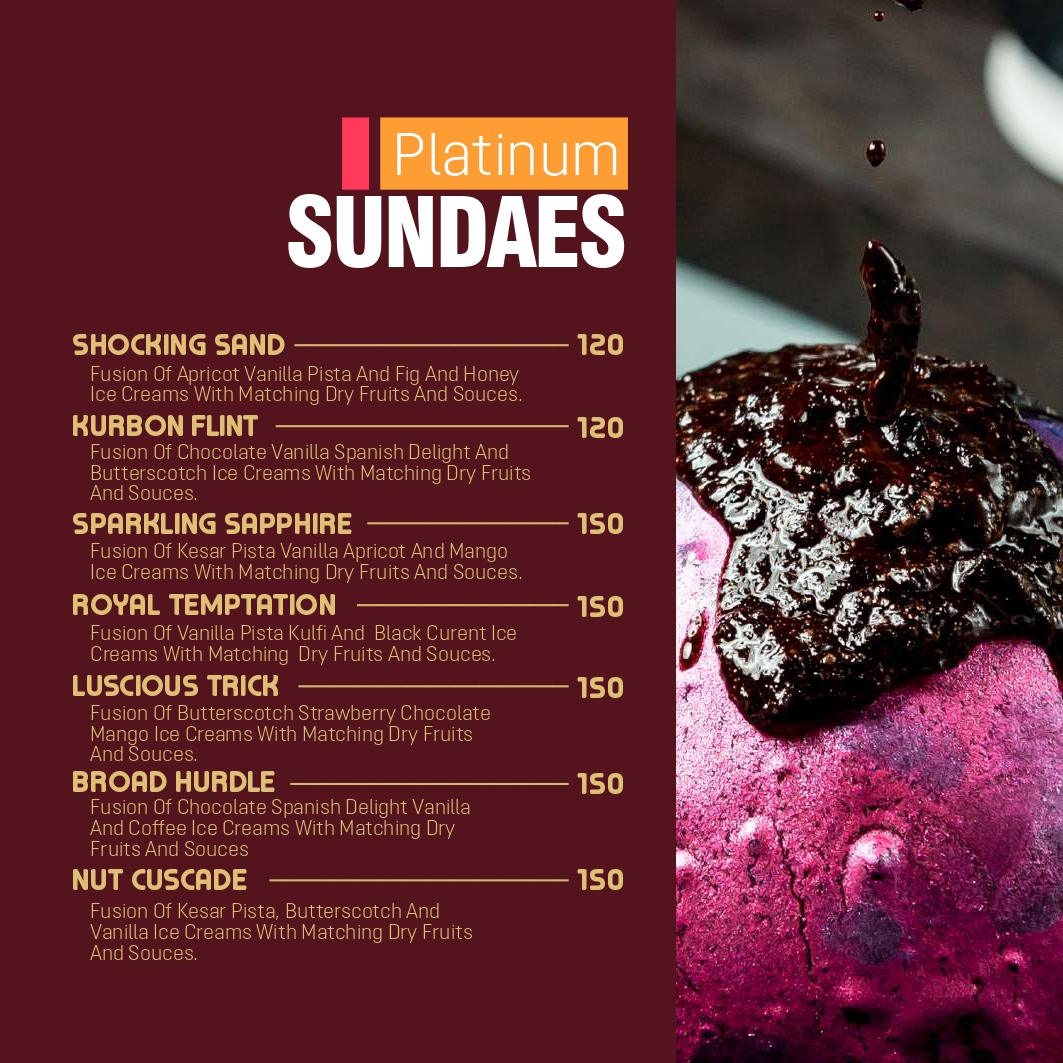 Platinum
SUNDAES
SHOCKING SAND 120
Fusion Of Apricot Vanilla Pista And Fig And Honey
Ice Creams With Matching Dry Fruits And Souces.
KURBON FLINT 120
Fusion Of Chocolate Vanilla Spanish Delight And
Butterscotch Ice Creams With Matching Dry Fruits
And Souces.
SPARKLING SAPPHIRE 150
Fusion Of Kesar Pista Vanilla Apricot And Mango
Ice Creams With Matching Dry Fruits And Souces.
ROYAL TEMPTATION 150
Fusion Of Vanilla Pista Kulfi And Black Curent Ice
Creams With Matching Dry Fruits And Souces.
LUSCIOUS TRICK 150
Fusion Of Butterscotch Strawberry Chocolate
Mango Ice Creams With Matching Dry Fruits
And Souces.
BROAD HURDLE 150
Fusion Of Chocolate Spanish Delight Vanilla
And Coffee Ice Creams With Matching Dry
Fruits And Souces
NUT CUSCADE 150
Fusion Of Kesar Pista, Butterscotch And
Vanilla Ice Creams With Matching Dry Fruits
And Souces.